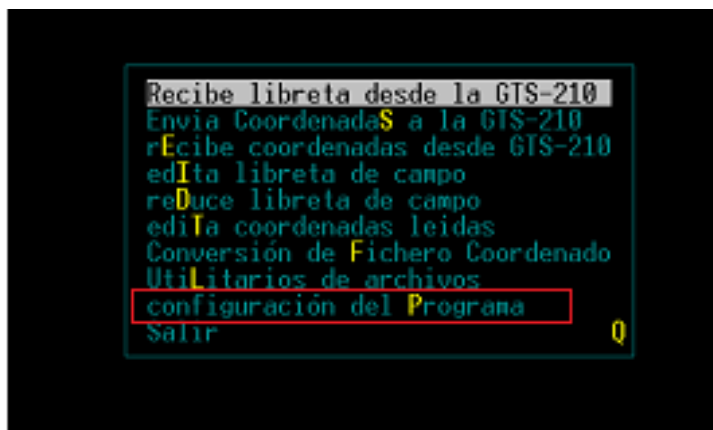 Recibe libreta desde la GTS-210
Envia CoordenadaS a la GTS-210
rEcibe coordenadas desde GTS-210
edIta libreta de campo
reDuce libreta de campo
ediTa coordenadas leidas
Conversión de Fichero Coordenado
UtiLitarios de archivos
configuración del Programa
Salir Q